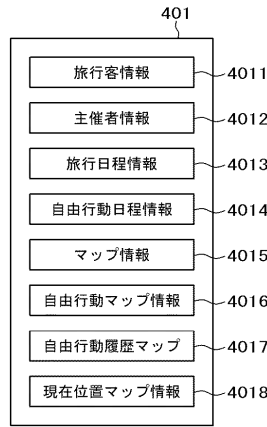 401
旅行客情報 4011
主催者情報 4012
旅行日程情報 4013
自由行動日程情報 4014
マップ情報 4015
自由行動マップ情報 4016
自由行動履歴マップ 4017
現在位置マップ情報 4018